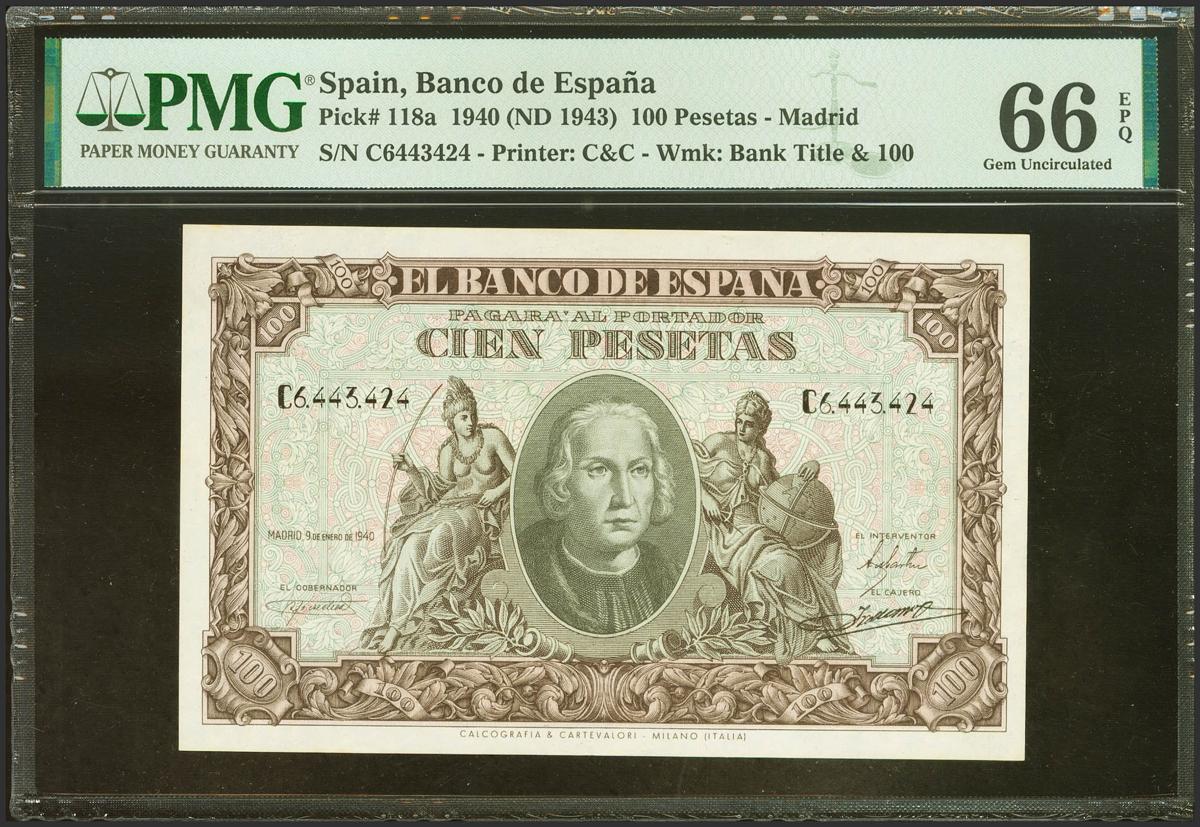 PMG®
PAPER MONEY GUARANTY
Spain, Banco de España
Pick# 118a 1940 (ND 1943) 100 Pesetas - Madrid
S/N C6443424 - Printer: C&C - Wmk: Bank Title & 100
66
EPQ
Gem Uncirculated
100
EL BANCO DE ESPAÑA
100
100
PAGARA' AL PORTADOR
100
CIEN PESETAS
C6.443.424
C6.443.424
MADRID, 9 DE ENERO DE 1940
EL INTERVENTOR
EL GOBERNADOR
EL CAJERO
100
100
100
100
CALCOGRAFIA & CARTEVALORI - MILANO (ITALIA)